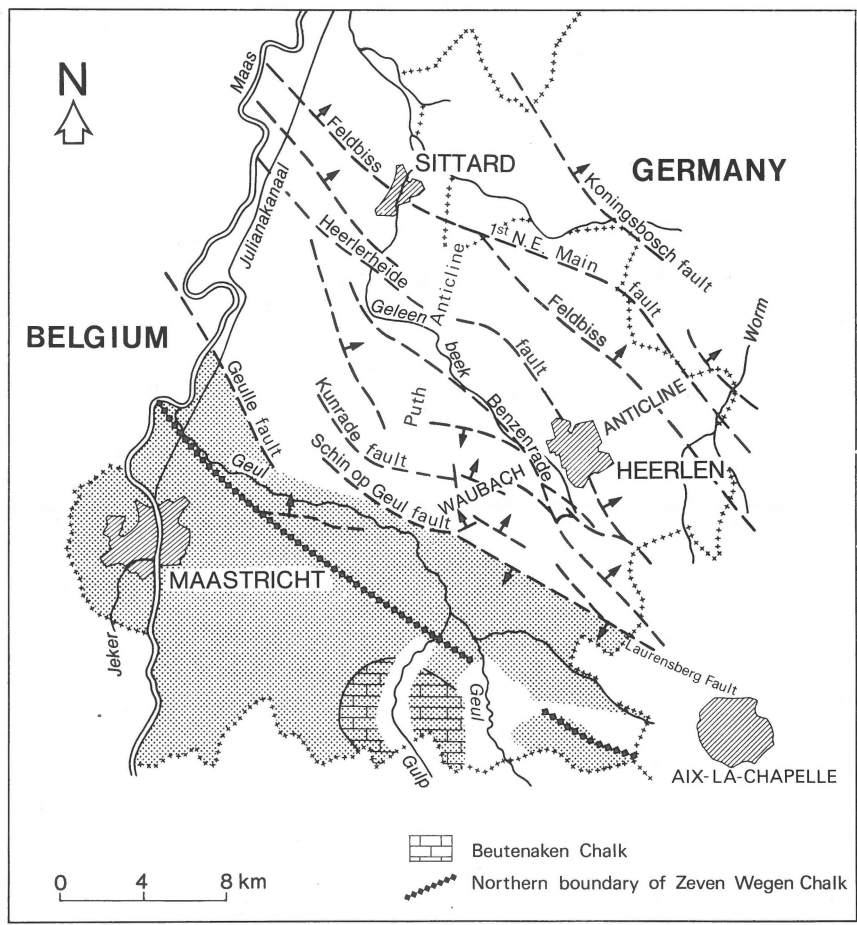 N
Maas
Feldbiss
SITTARD
GERMANY
Julianakanaal
Koningsbosch fault
1st N.E. Main fault
Heerlerheide fault
Anticline
Geleen beek
Feldbiss
Worm
BELGIUM
Geulle fault
Puth
Kunrade fault
Benzenrade
ANTICLINE
Schin op Geul fault
HEERLEN
Geul
WAUBACH
MAASTRICHT
Jeker
Laurensberg Fault
Geul
Gulp
AIX-LA-CHAPELLE
Beutenaken Chalk
Northern boundary of Zeven Wegen Chalk
0 4 8 km